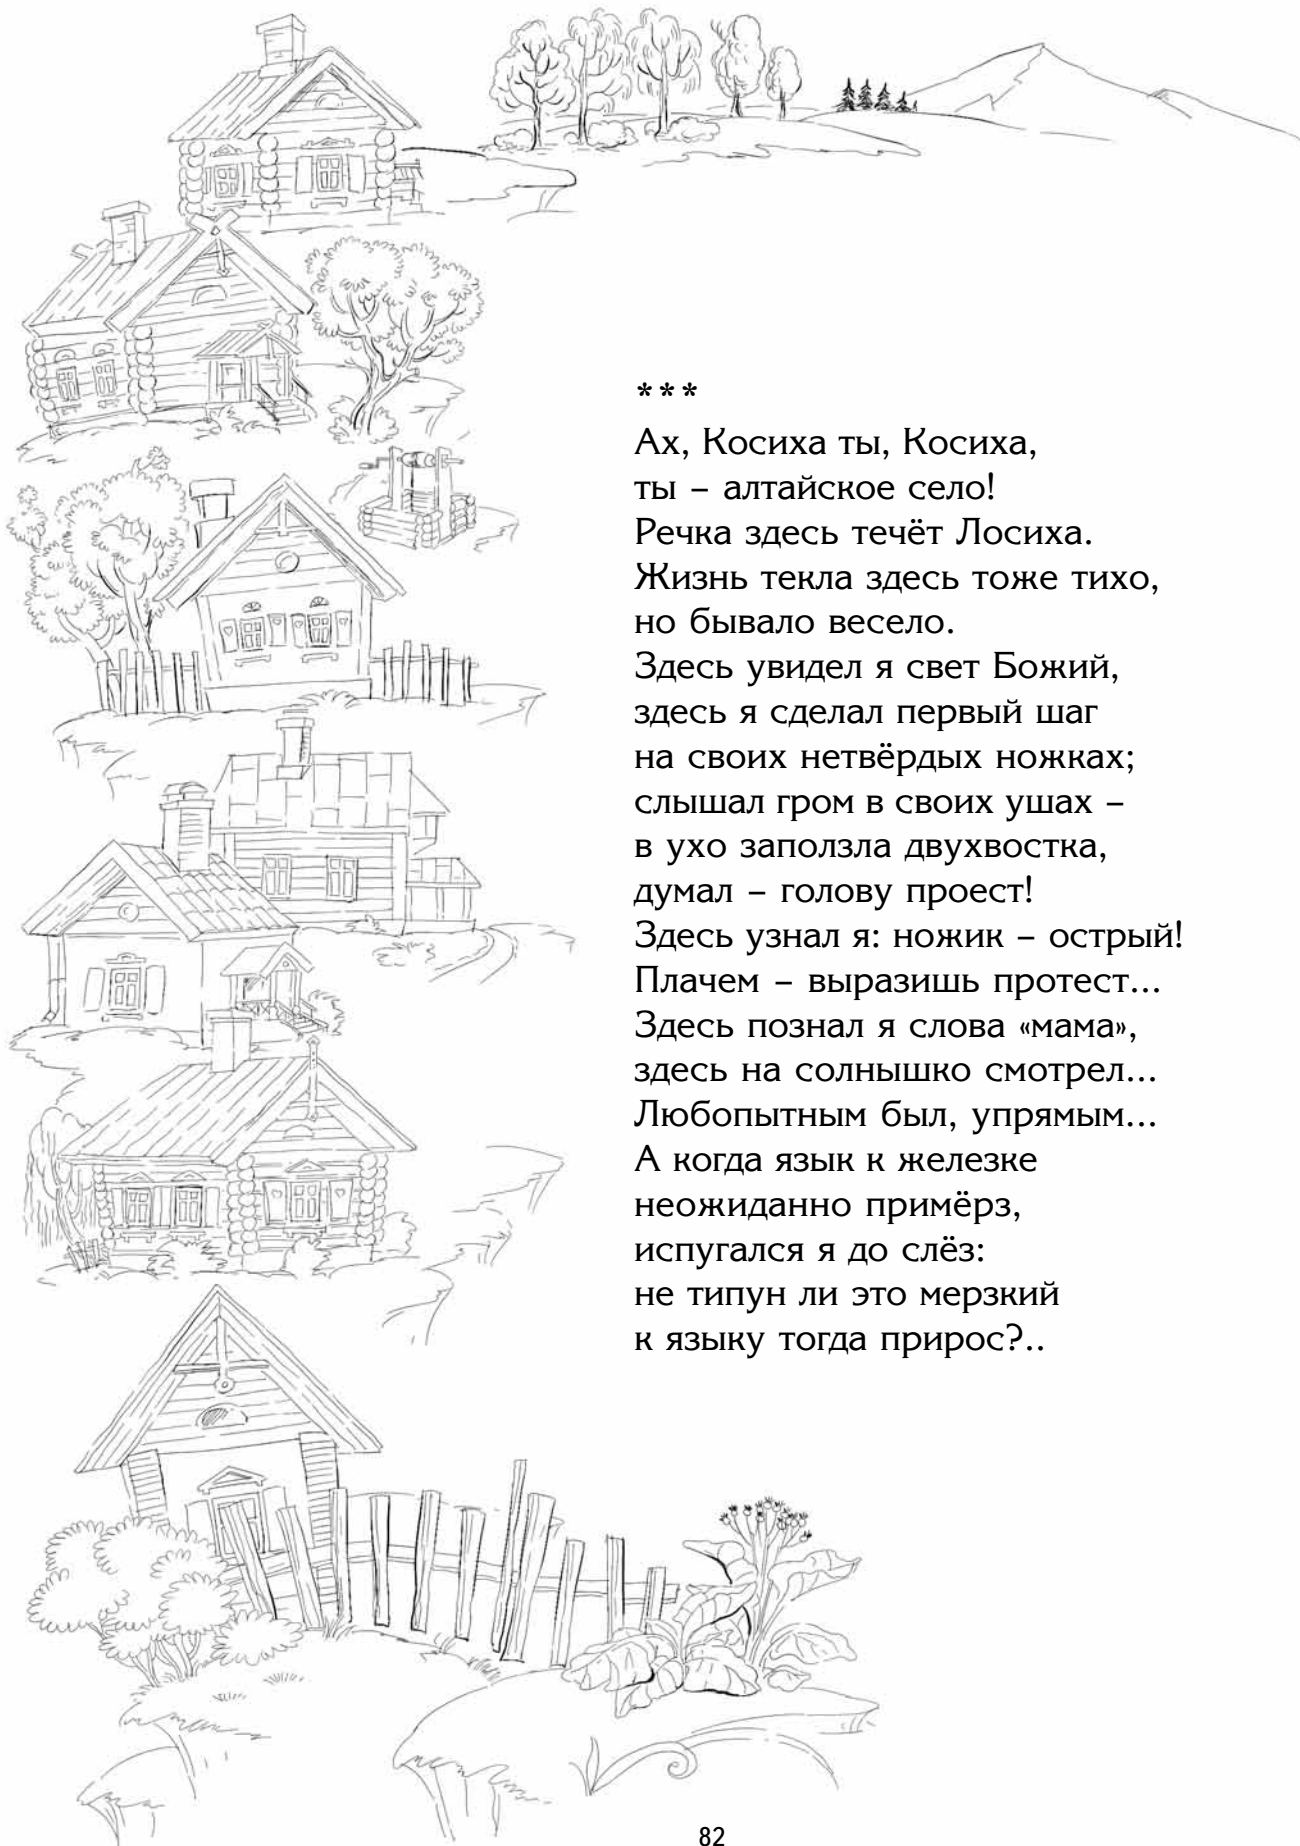 ***
Ах, Косиха ты, Косиха,
ты – алтайское село!
Речка здесь течёт Лосиха.
Жизнь текла здесь тоже тихо,
но бывало весело.
Здесь увидел я свет Божий,
здесь я сделал первый шаг
на своих нетвёрдых ножках;
слышал гром в своих ушах –
в ухо заползла двухвостка,
думал – голову проест!
Здесь узнал я: ножик – острый!
Плачем – выразишь протест...
Здесь познал я слова «мама»,
здесь на солнышко смотрел...
Любопытным был, упрямым...
А когда язык к железке
неожиданно примёрз,
испугался я до слёз:
не типун ли это мерзкий
к языку тогда прирос?..
82